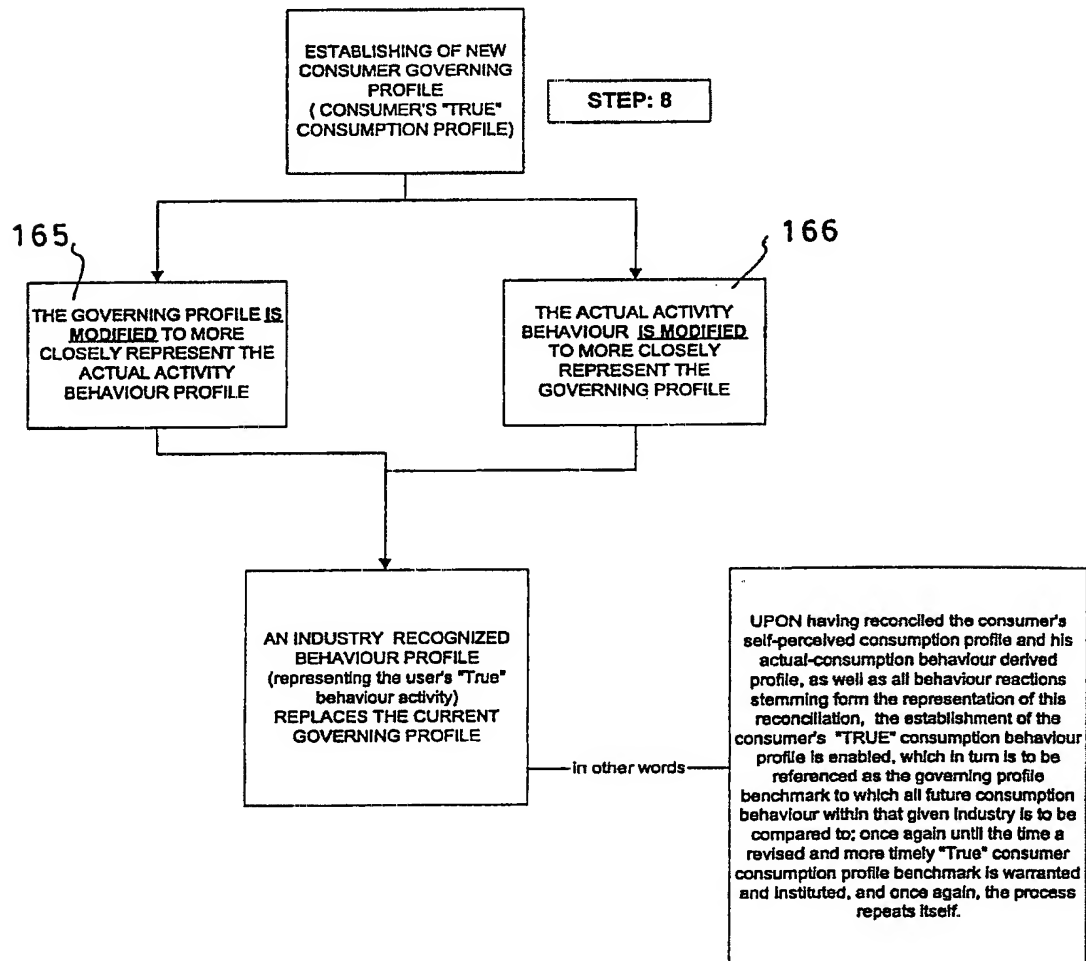 ESTABLISHING OF NEW
CONSUMER GOVERNING
PROFILE
( CONSUMER'S "TRUE"
CONSUMPTION PROFILE)
STEP: 8
165
166
THE GOVERNING PROFILE IS
MODIFIED TO MORE
CLOSELY REPRESENT THE
ACTUAL ACTIVITY
BEHAVIOUR PROFILE
THE ACTUAL ACTIVITY
BEHAVIOUR IS MODIFIED
TO MORE CLOSELY
REPRESENT THE
GOVERNING PROFILE
AN INDUSTRY RECOGNIZED
BEHAVIOUR PROFILE
(representing the user's "True"
behaviour activity)
REPLACES THE CURRENT
GOVERNING PROFILE
in other words
UPON having reconciled the consumer's
self-perceived consumption profile and his
actual-consumption behaviour derived
profile, as well as all behaviour reactions
stemming form the representation of this
reconciliation, the establishment of the
consumer's "TRUE" consumption behaviour
profile is enabled, which in turn is to be
referenced as the governing profile
benchmark to which all future consumption
behaviour within that given industry is to be
compared to; once again until the time a
revised and more timely "True" consumer
consumption profile benchmark is warranted
and instituted, and once again, the process
repeats itself.